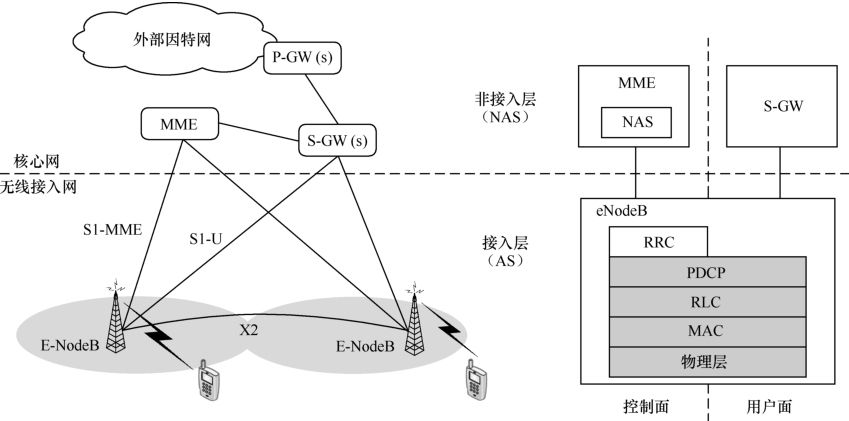 外部因特网
P-GW (s)
MME
S-GW (s)
核心网
无线接入网
S1-MME
S1-U
X2
E-NodeB
E-NodeB
非接入层
（NAS）
接入层
（AS）
MME
NAS
S-GW
eNodeB
RRC
PDCP
RLC
MAC
物理层
控制面
用户面